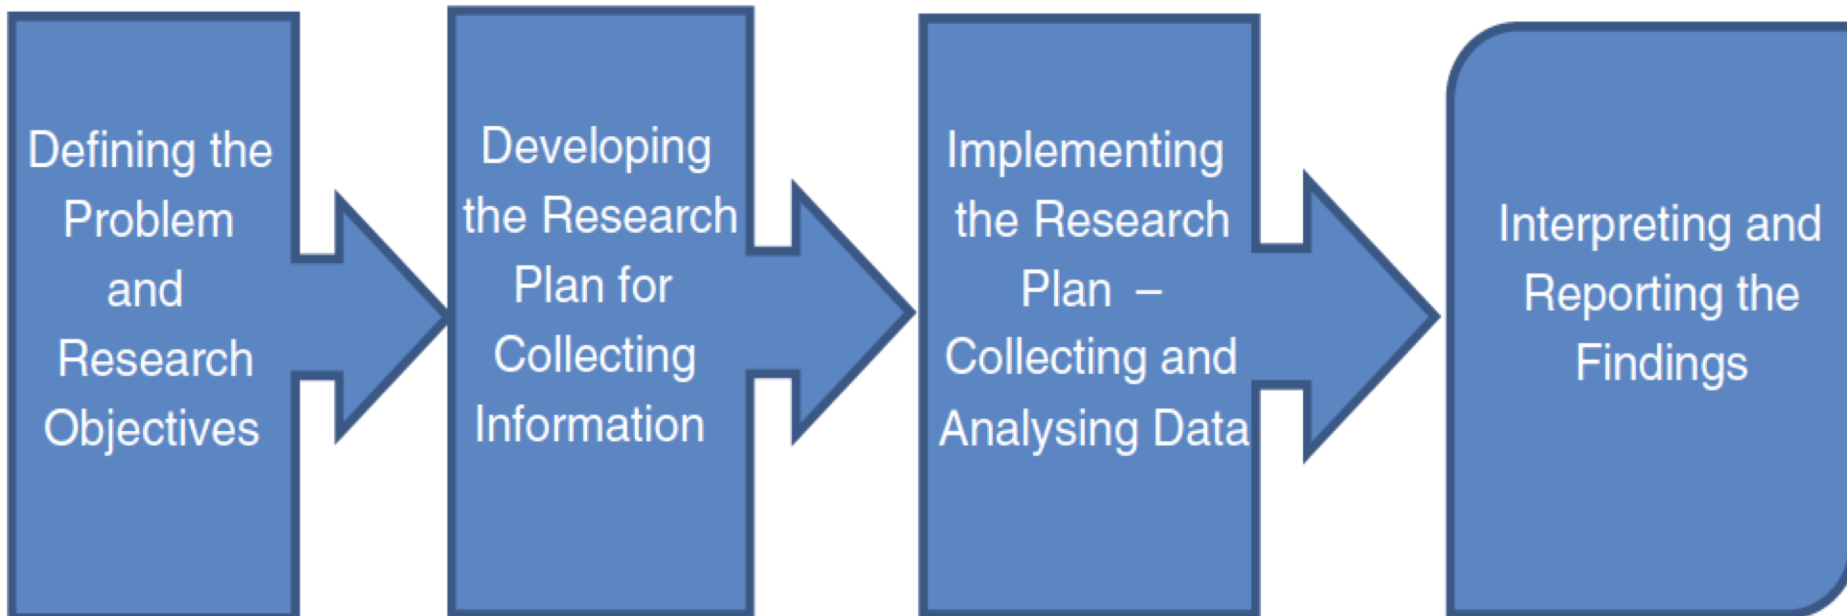 Defining the
Problem
and
Research
Objectives
Developing
the Research
Plan for
Collecting
Information
Implementing
the Research
Plan –
Collecting and
Analysing Data
Interpreting and
Reporting the
Findings